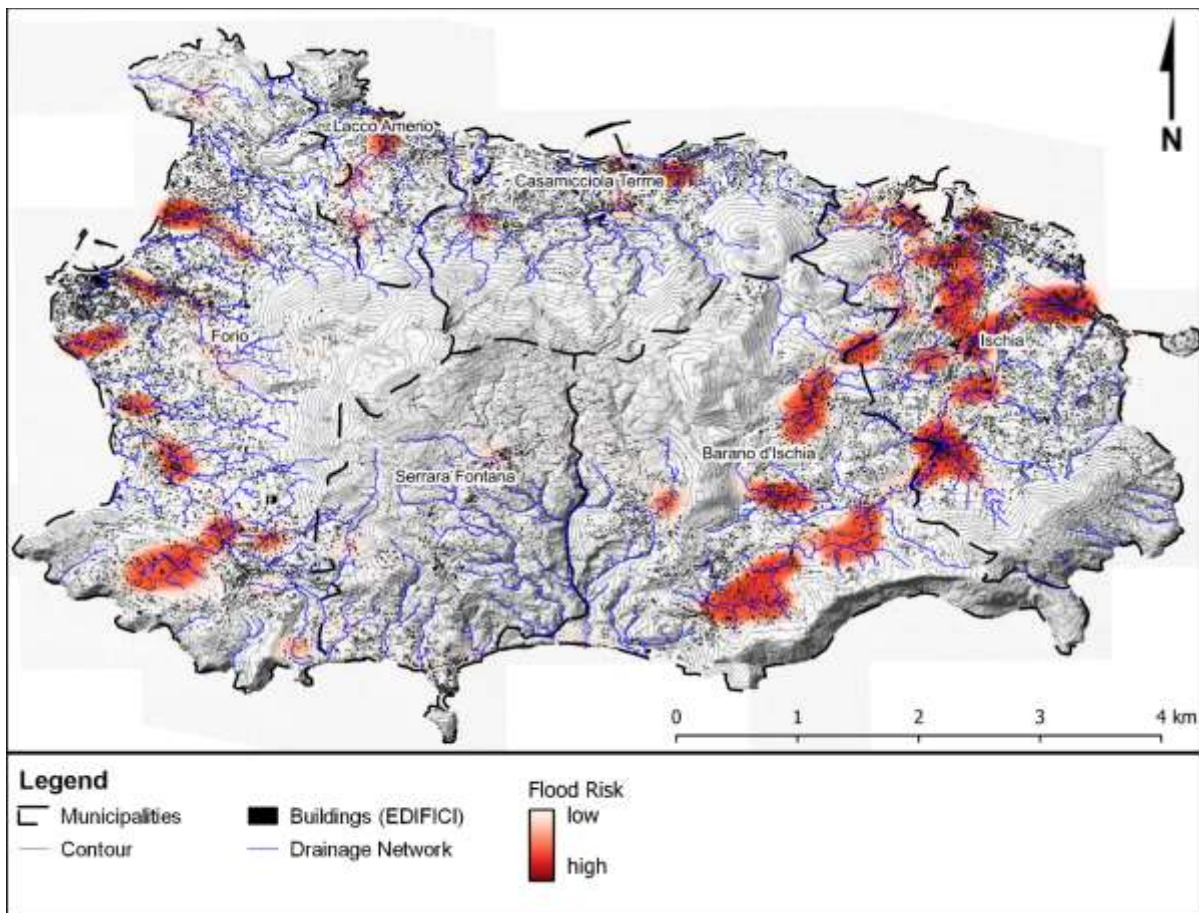 N
Lacco Ameno
Casamicciola Terme
Forio
Ischia
Barano d'Ischia
Serrara Fontana
0 1 2 3 4 km
Legend
Municipalities
Contour
Buildings (EDIFICI)
Drainage Network
Flood Risk
low
high